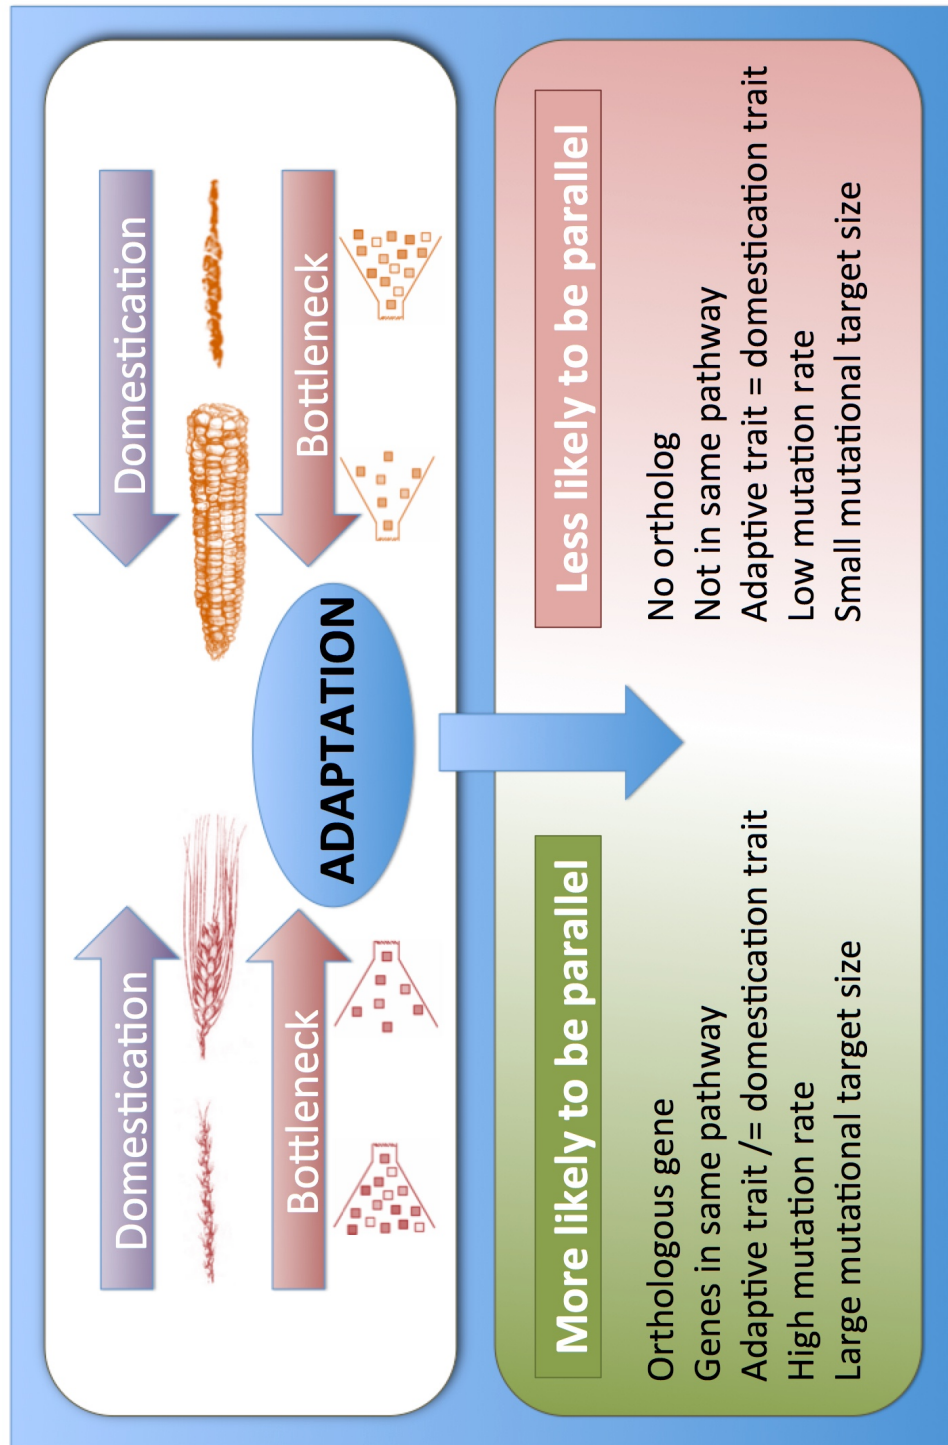 Domestication
Domestication
Bottleneck
Bottleneck
ADAPTATION
More likely to be parallel
Orthologous gene
Genes in same pathway
Adaptive trait /= domestication trait
High mutation rate
Large mutational target size
Less likely to be parallel
No ortholog
Not in same pathway
Adaptive trait = domestication trait
Low mutation rate
Small mutational target size